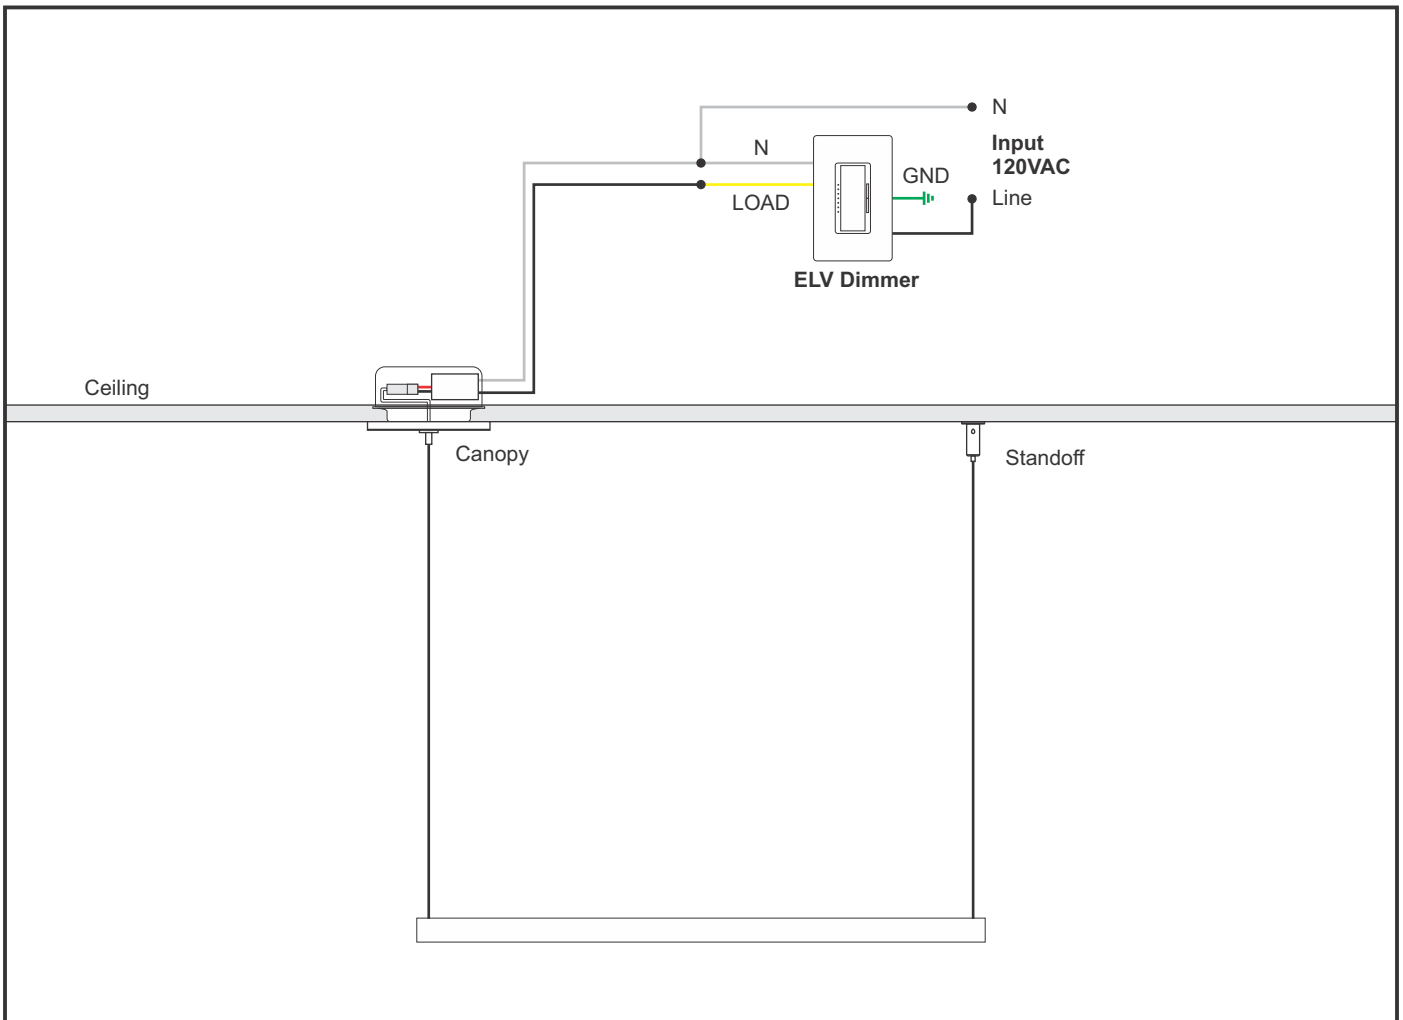 N
Input
120VAC
N
GND
Line
LOAD
ELV Dimmer
Ceiling
Canopy
Standoff